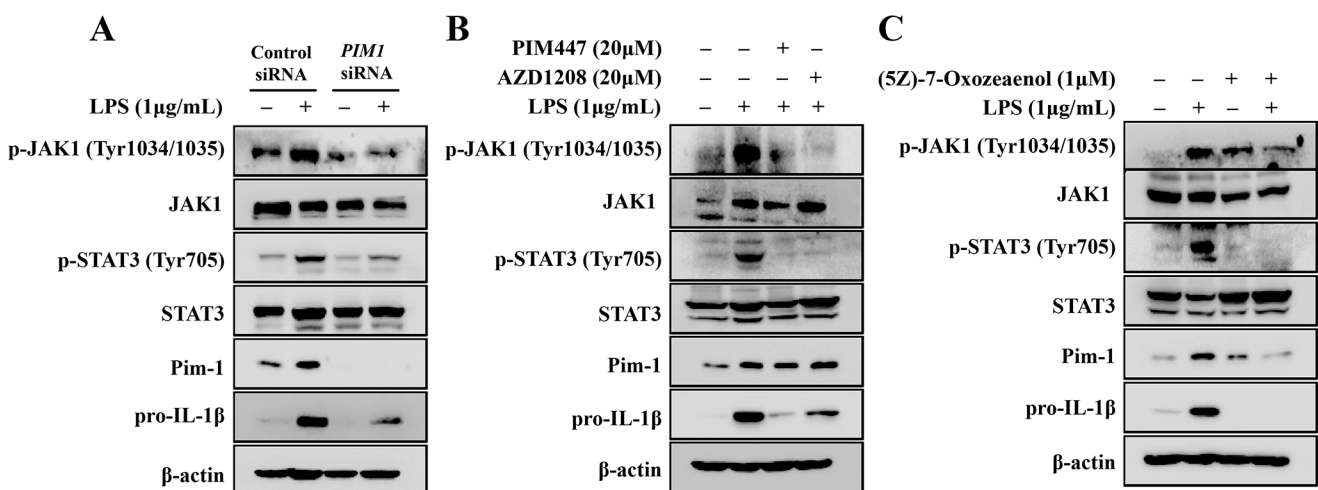 A
Control siRNA
PIM1 siRNA
LPS (1μg/mL) – + – +
p-JAK1 (Tyr1034/1035)
JAK1
p-STAT3 (Tyr705)
STAT3
Pim-1
pro-IL-1β
β-actin
B
PIM447 (20μM) – – + –
AZD1208 (20μM) – – – +
LPS (1μg/mL) – + + +
p-JAK1 (Tyr1034/1035)
JAK1
p-STAT3 (Tyr705)
STAT3
Pim-1
pro-IL-1β
β-actin
C
(5Z)-7-Oxozeaenol (1μM) – – + +
LPS (1μg/mL) – + – +
p-JAK1 (Tyr1034/1035)
JAK1
p-STAT3 (Tyr705)
STAT3
Pim-1
pro-IL-1β
β-actin